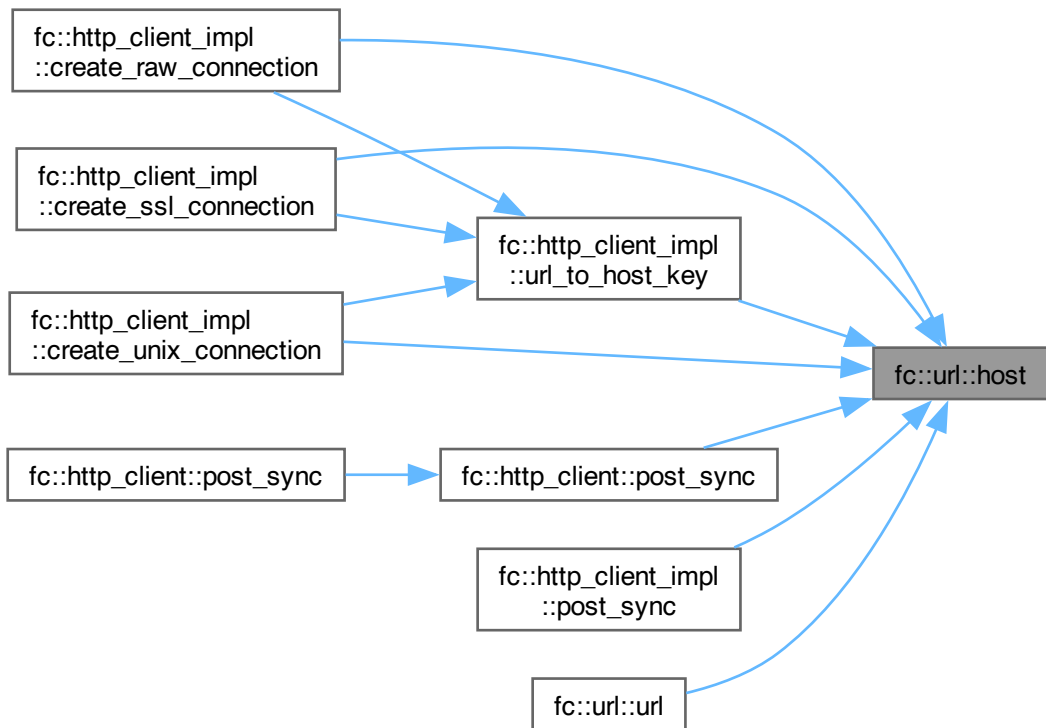 fc::http_client_impl
::create_raw_connection
fc::http_client_impl
::create_ssl_connection
fc::http_client_impl
::url_to_host_key
fc::http_client_impl
::create_unix_connection
fc::url::host
fc::http_client::post_sync
fc::http_client::post_sync
fc::http_client_impl
::post_sync
fc::url::url